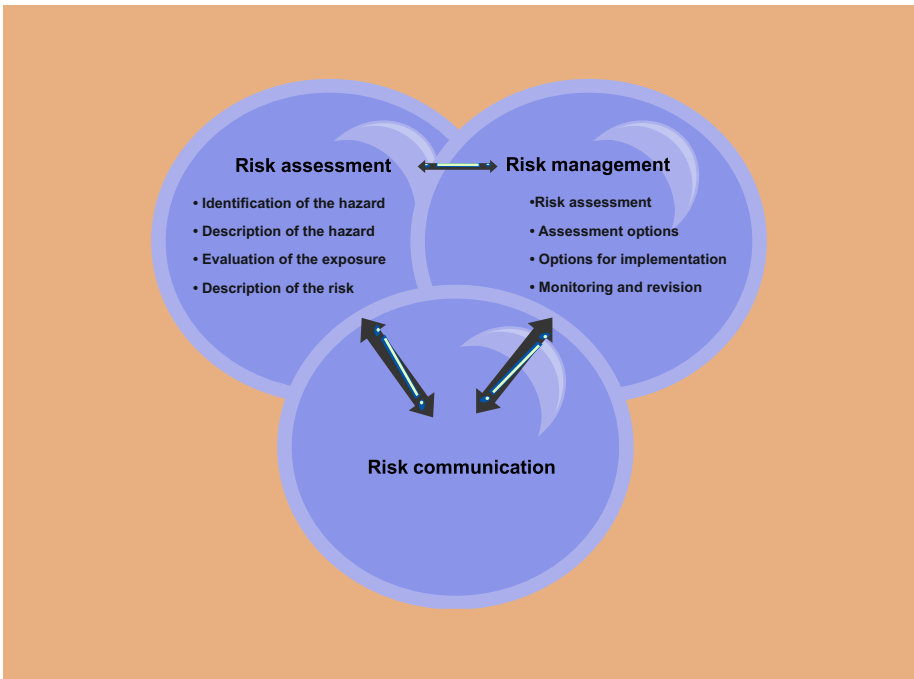 Risk assessment
• Identification of the hazard
• Description of the hazard
• Evaluation of the exposure
• Description of the risk
Risk management
•Risk assessment
• Assessment options
• Options for implementation
• Monitoring and revision
Risk communication